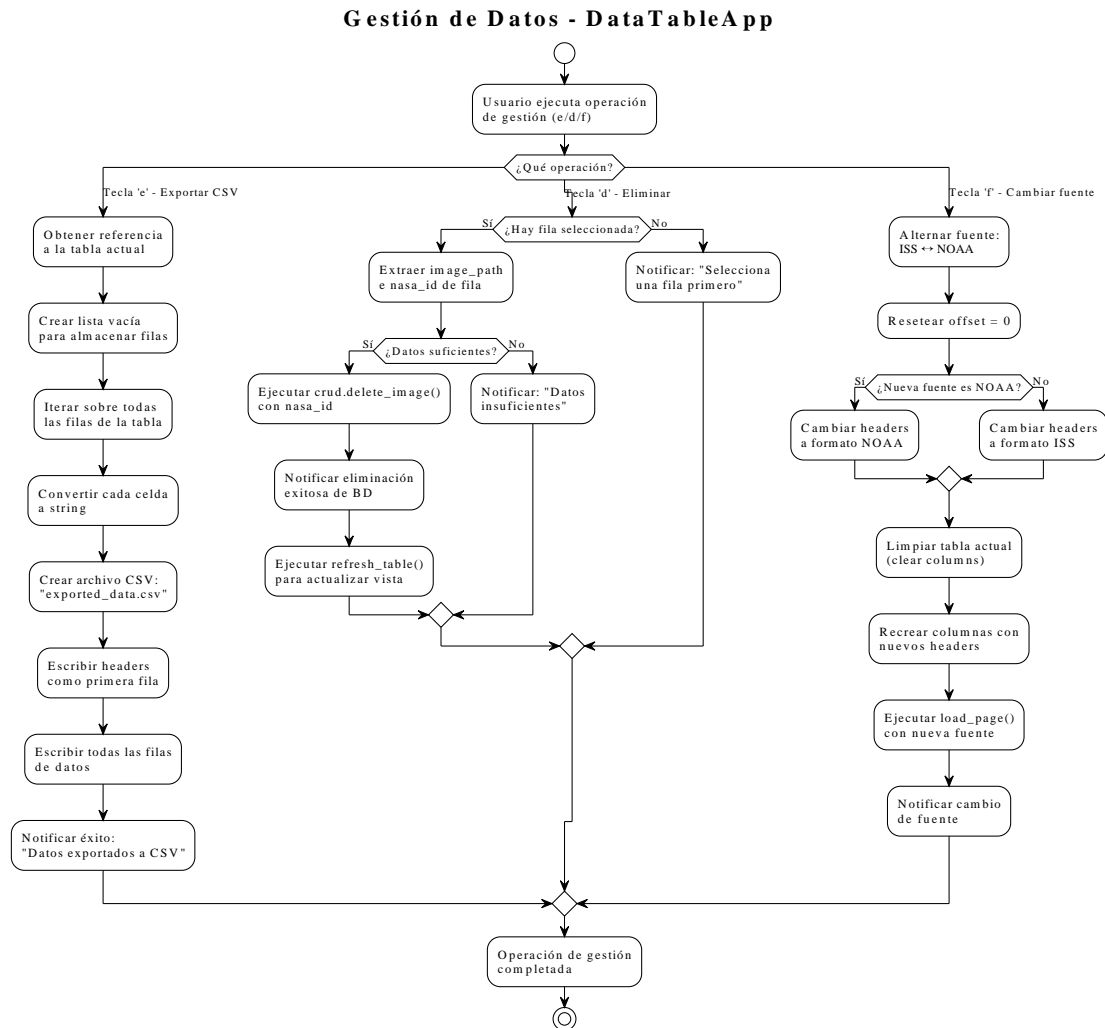 Gestión de Datos - DataTableApp
Usuario ejecuta operación
de gestión (e/d/f)
¿Qué operación?
Tecla 'e' - Exportar CSV
Obtener referencia
a la tabla actual
Crear lista vacía
para almacenar filas
Iterar sobre todas
las filas de la tabla
Convertir cada celda
a string
Crear archivo CSV:
"exported_data.csv"
Escribir headers
como primera fila
Escribir todas las filas
de datos
Notificar éxito:
"Datos exportados a CSV"
Tecla 'd' - Eliminar
¿Hay fila seleccionada?
Sí
No
Extraer image_path
e nasa_id de fila
Notificar: "Selecciona
una fila primero"
¿Datos suficientes?
Sí
No
Ejecutar crud.delete_image()
con nasa_id
Notificar: "Datos
insuficientes"
Notificar eliminación
exitosa de BD
Ejecutar refresh_table()
para actualizar vista
Tecla 'f' - Cambiar fuente
Alternar fuente:
ISS ↔ NOAA
Resetear offset = 0
¿Nueva fuente es NOAA?
Sí
No
Cambiar headers
a formato NOAA
Cambiar headers
a formato ISS
Limpiar tabla actual
(clear columns)
Recrear columnas con
nuevos headers
Ejecutar load_page()
con nueva fuente
Notificar cambio
de fuente
Operación de gestión
completada